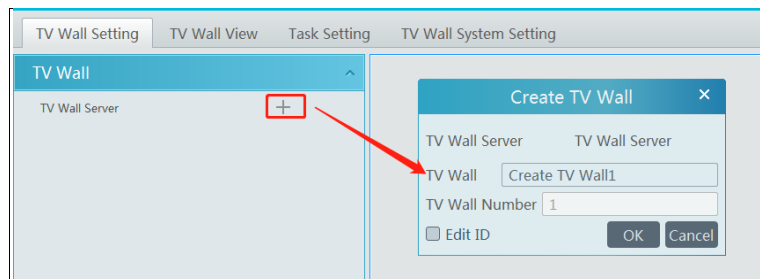 TV Wall Setting TV Wall View Task Setting TV Wall System Setting
TV Wall
TV Wall Server
Create TV Wall
TV Wall Server TV Wall Server
TV Wall Create TV Wall1
TV Wall Number 1
Edit ID OK Cancel